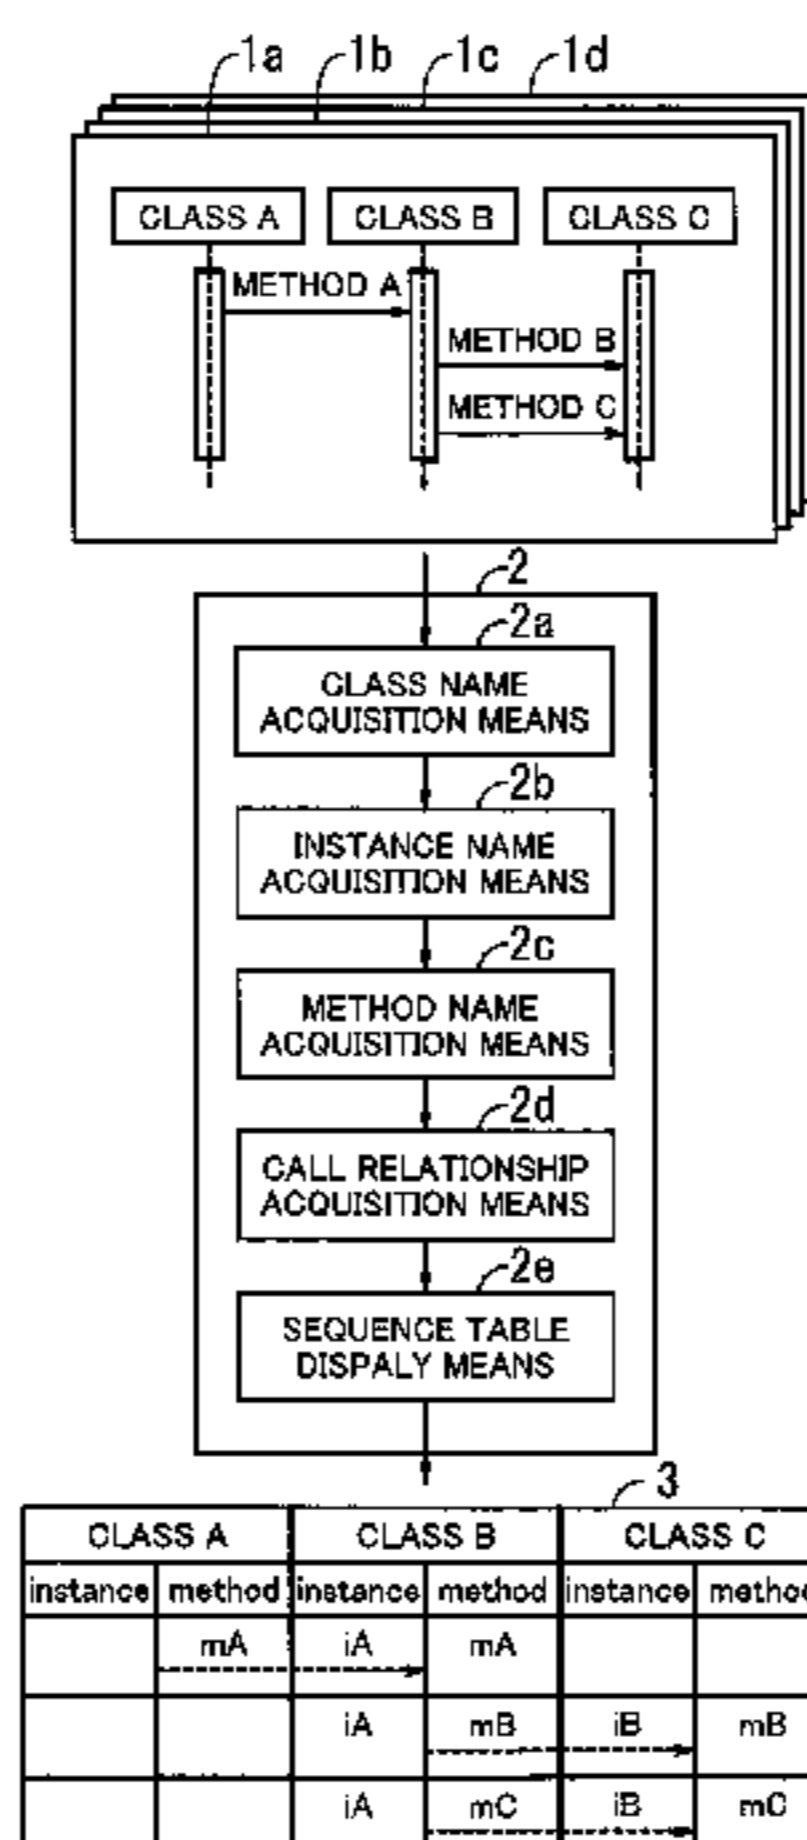 1a 1b 1c 1d
CLASS A CLASS B CLASS C
METHOD A
METHOD B
METHOD C
2
2a
CLASS NAME
ACQUISITION MEANS
2b
INSTANCE NAME
ACQUISITION MEANS
2c
METHOD NAME
ACQUISITION MEANS
2d
CALL RELATIONSHIP
ACQUISITION MEANS
2e
SEQUENCE TABLE
DISPALY MEANS
3
CLASS A CLASS B CLASS C
instance method instance method instance metho
mA iA mA
iA mB iB mB
iA mC iB mC